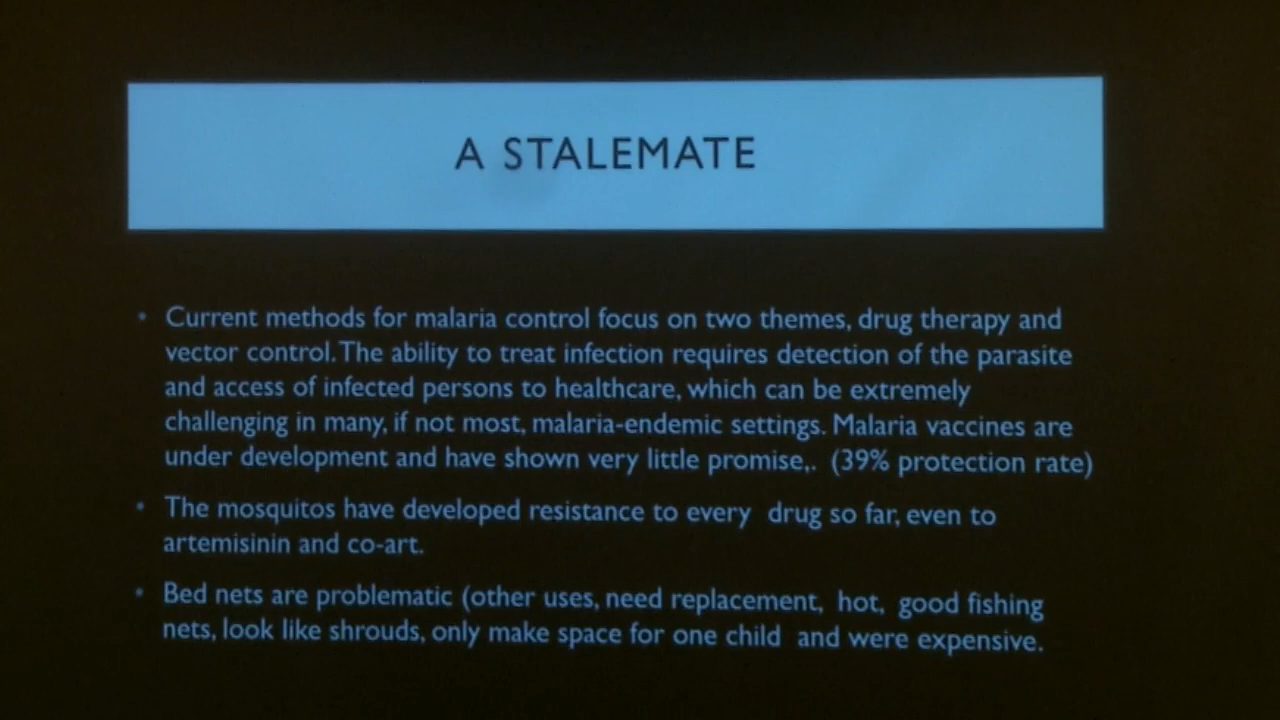 A STALEMATE
• Current methods for malaria control focus on two themes, drug therapy and
vector control. The ability to treat infection requires detection of the parasite
and access of infected persons to healthcare, which can be extremely
challenging in many, if not most, malaria-endemic settings. Malaria vaccines are
under development and have shown very little promise,. (39% protection rate)
• The mosquitos have developed resistance to every drug so far, even to
artemisinin and co-art.
• Bed nets are problematic (other uses, need replacement, hot, good fishing
nets, look like shrouds, only make space for one child and were expensive.